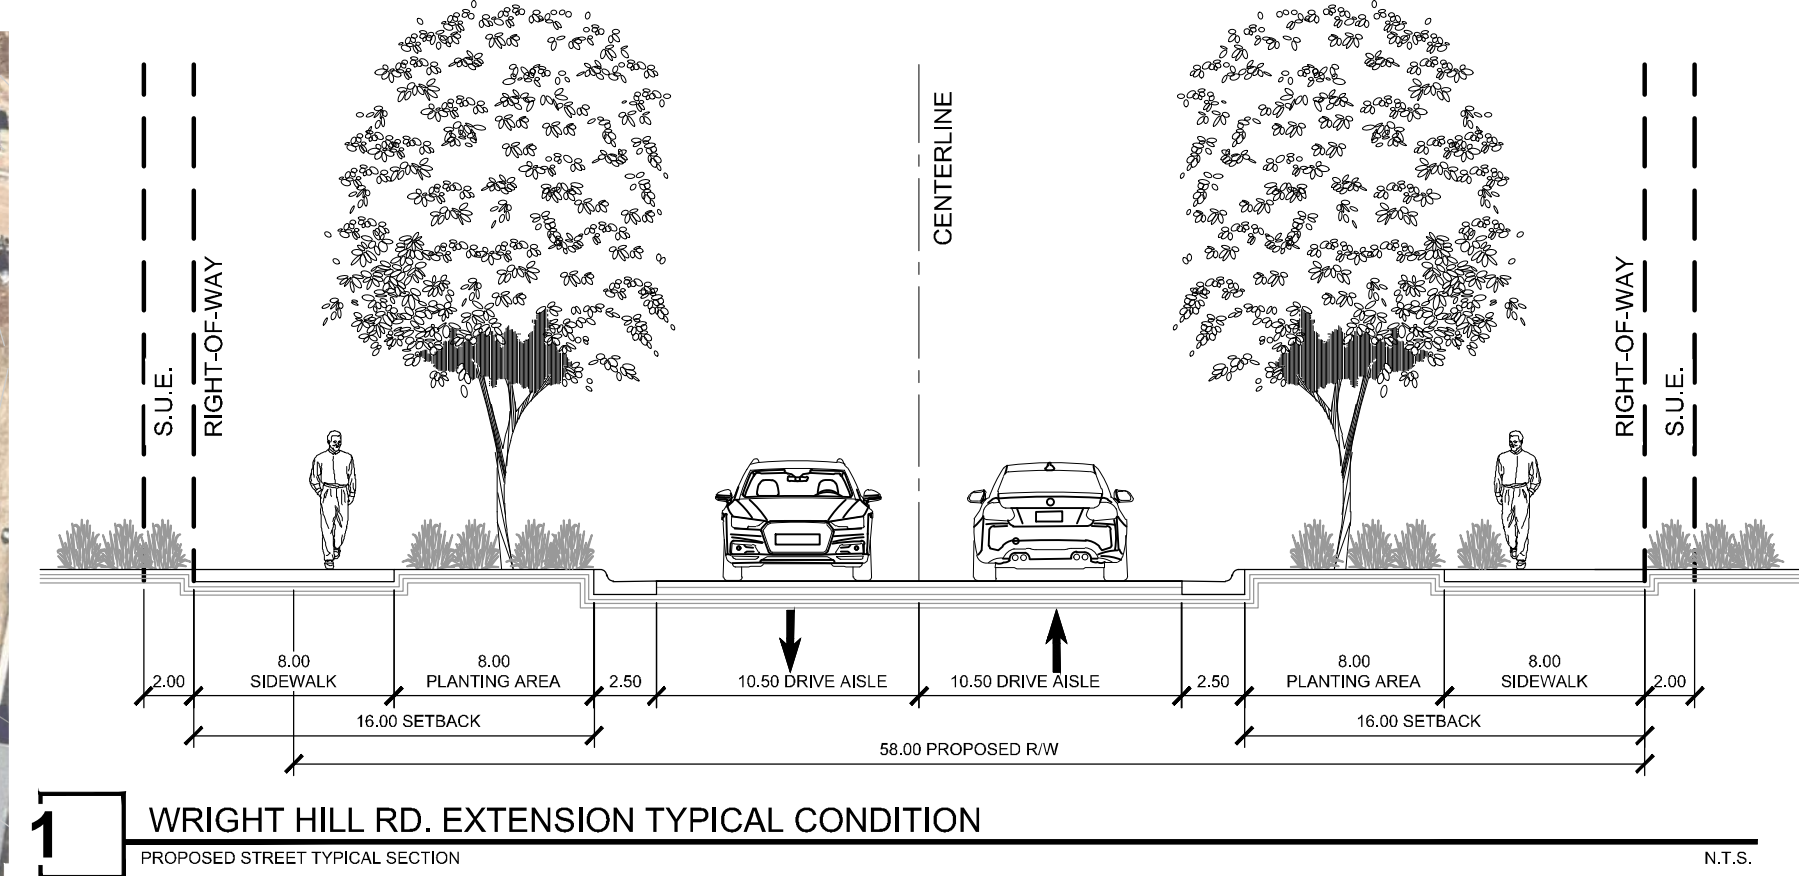 CENTERLINE
S.U.E.
RIGHT-OF-WAY
RIGHT-OF-WAY
S.U.E.
2.00
8.00
SIDEWALK
8.00
PLANTING AREA
2.50
10.50 DRIVE AISLE
10.50 DRIVE AISLE
2.50
8.00
PLANTING AREA
8.00
SIDEWALK
2.00
16.00 SETBACK
16.00 SETBACK
58.00 PROPOSED R/W
1
WRIGHT HILL RD. EXTENSION TYPICAL CONDITION
PROPOSED STREET TYPICAL SECTION
N.T.S.